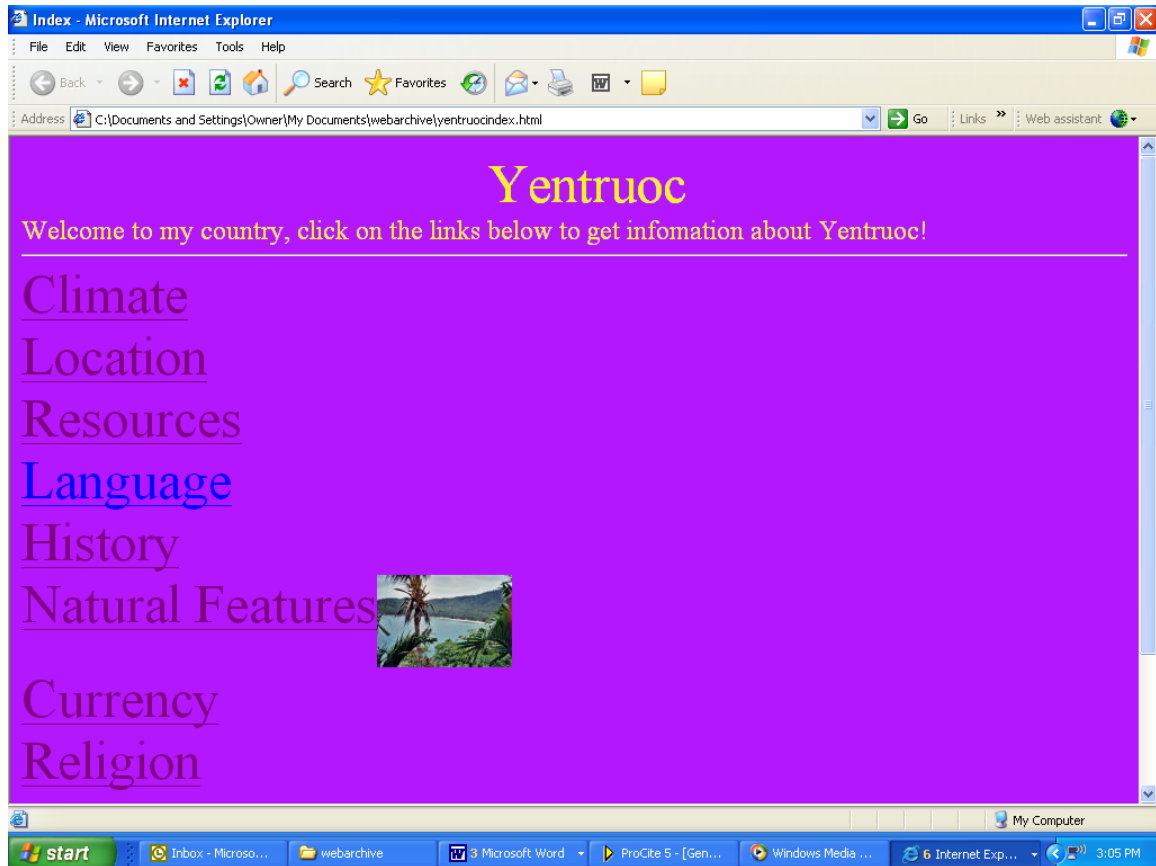 Index - Microsoft Internet Explorer
File Edit View Favorites Tools Help
Back Search Favorites
Address C:\Documents and Settings\Owner\My Documents\webarchive\yentruocindex.html Go Links » Web assistant
Yentruoc
Welcome to my country, click on the links below to get infomation about Yentruoc!
Climate
Location
Resources
Language
History
Natural Features
Currency
Religion
My Computer
start Inbox - Microso... webarchive 3 Microsoft Word ProCite 5 - [Gen... Windows Media ... 6 Internet Exp... 3:05 PM